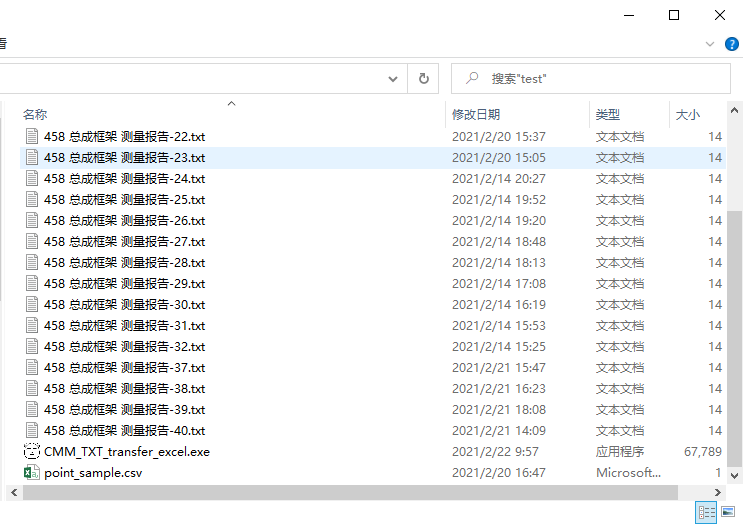 看
搜索"test"
名称 修改日期 类型 大小
458 总成框架 测量报告-22.txt 2021/2/20 15:37 文本文档 14
458 总成框架 测量报告-23.txt 2021/2/20 15:05 文本文档 14
458 总成框架 测量报告-24.txt 2021/2/14 20:27 文本文档 14
458 总成框架 测量报告-25.txt 2021/2/14 19:52 文本文档 14
458 总成框架 测量报告-26.txt 2021/2/14 19:20 文本文档 14
458 总成框架 测量报告-27.txt 2021/2/14 18:48 文本文档 14
458 总成框架 测量报告-28.txt 2021/2/14 18:13 文本文档 14
458 总成框架 测量报告-29.txt 2021/2/14 17:08 文本文档 14
458 总成框架 测量报告-30.txt 2021/2/14 16:19 文本文档 14
458 总成框架 测量报告-31.txt 2021/2/14 15:53 文本文档 14
458 总成框架 测量报告-32.txt 2021/2/14 15:25 文本文档 14
458 总成框架 测量报告-37.txt 2021/2/21 15:47 文本文档 14
458 总成框架 测量报告-38.txt 2021/2/21 16:23 文本文档 14
458 总成框架 测量报告-39.txt 2021/2/21 18:08 文本文档 14
458 总成框架 测量报告-40.txt 2021/2/21 14:09 文本文档 14
CMM_TXT_transfer_excel.exe 2021/2/22 9:57 应用程序 67,789
point_sample.csv 2021/2/20 16:47 Microsoft... 1